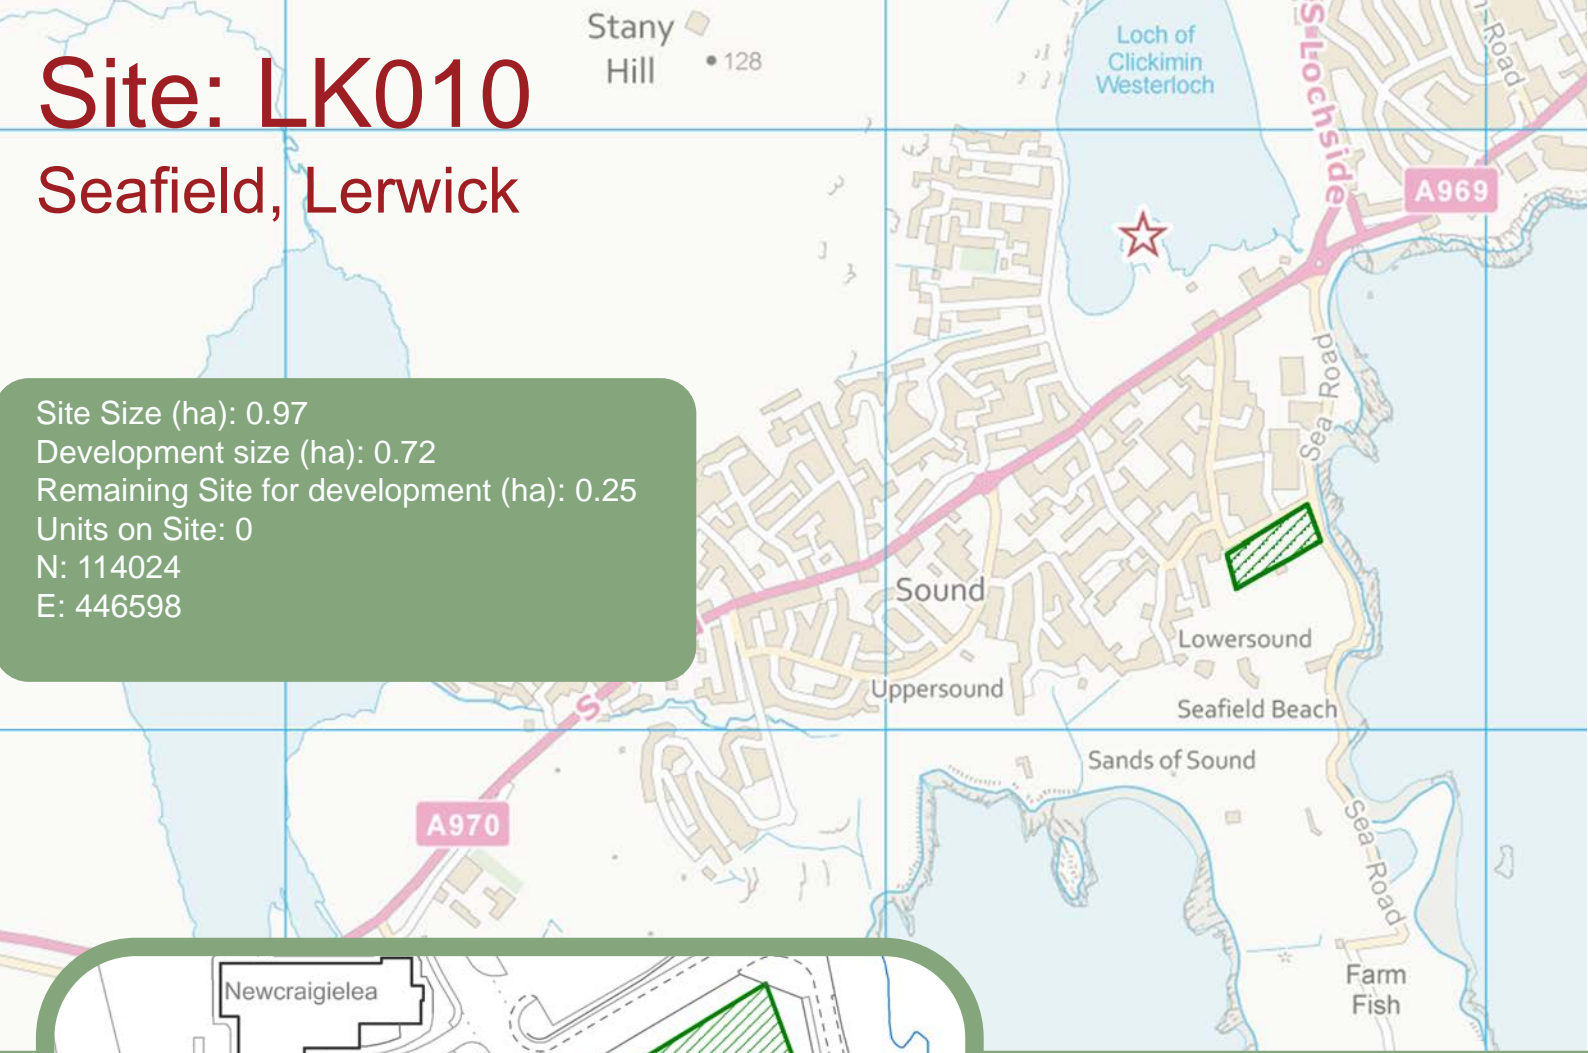 Site: LK010
Seafield, Lerwick
Stany
Hill
128
Loch of
Clickimin
Westerloch
S Lochside
Road
A969
Sea Road
Site Size (ha): 0.97
Development size (ha): 0.72
Remaining Site for development (ha): 0.25
Units on Site: 0
N: 114024
E: 446598
Sound
Lowersound
Uppersound
Seafield Beach
Sands of Sound
S
A970
Sea Road
Farm
Fish
Newcraigielea